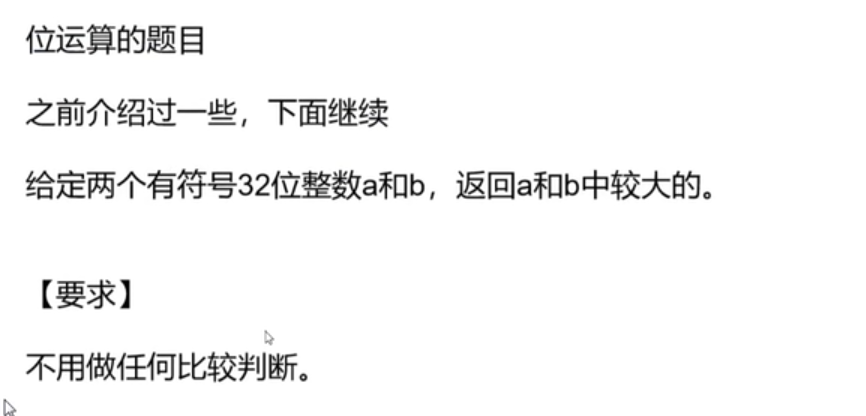 位运算的题目
之前介绍过一些，下面继续
给定两个有符号32位整数a和b，返回a和b中较大的。
【要求】
不用做任何比较判断。